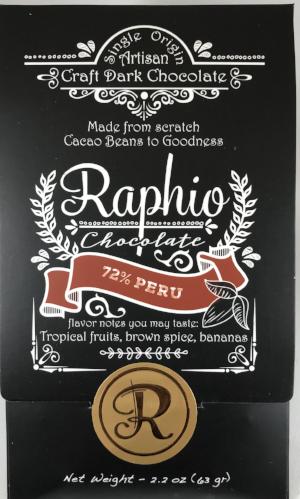 Single Origin
Artisan
Craft Dark Chocolate
Made from scratch
Cacao Beans to Goodness
Raphio
Chocolate
72% PERU
flavor notes you may taste:
Tropical fruits, brown spice, bananas
R
Net Weight - 2.2 oz (63 gr)